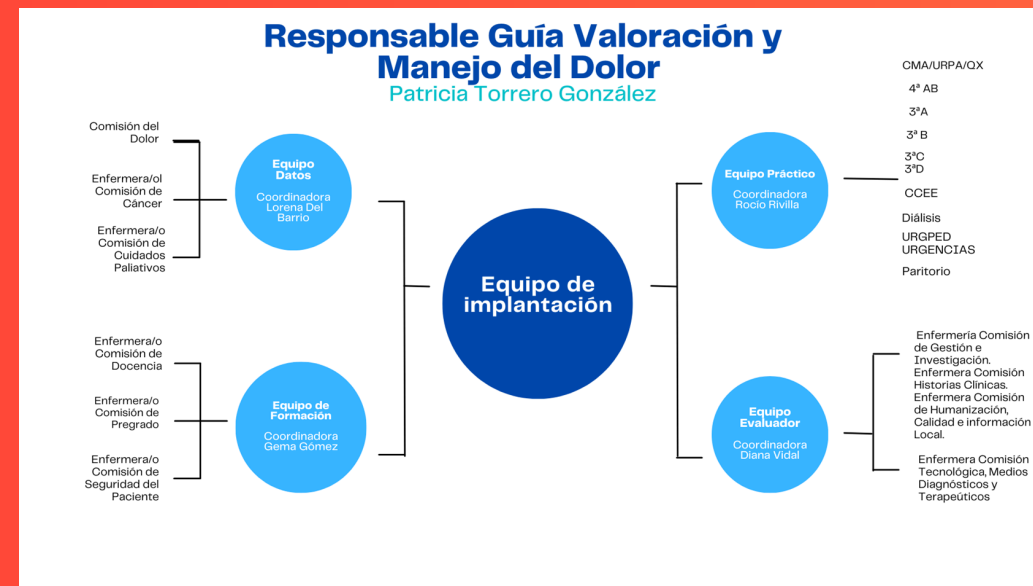 Responsable Guía Valoración y
Manejo del Dolor
Patricia Torrero González
Comisión del
Dolor
Enfermera/ol
Comisión de
Cáncer
Enfermera/o
Comisión de
Cuidados
Paliativos
Equipo
Datos
Coordinadora
Lorena Del
Barrio
Enfermera/o
Comisión de
Docencia
Enfermera/o
Comisión de
Pregrado
Enfermera/o
Comisión de
Seguridad del
Paciente
Equipo de
Formación
Coordinadora
Gema Gómez
Equipo de
implantación
Equipo Práctico
Coordinadora
Rocío Rivilla
CMA/URPA/QX
4ª AB
3ªA
3ª B
3ªC
3ªD
CCEE
Diálisis
URGPED
URGENCIAS
Paritorio
Equipo
Evaluador
Coordinadora
Diana Vidal
Enfermería Comisión
de Gestión e
Investigación.
Enfermera Comisión
Historias Clínicas.
Enfermera Comisión
de Humanización,
Calidad e información
Local.
Enfermera Comisión
Tecnológica, Medios
Diagnósticos y
Terapeúticos